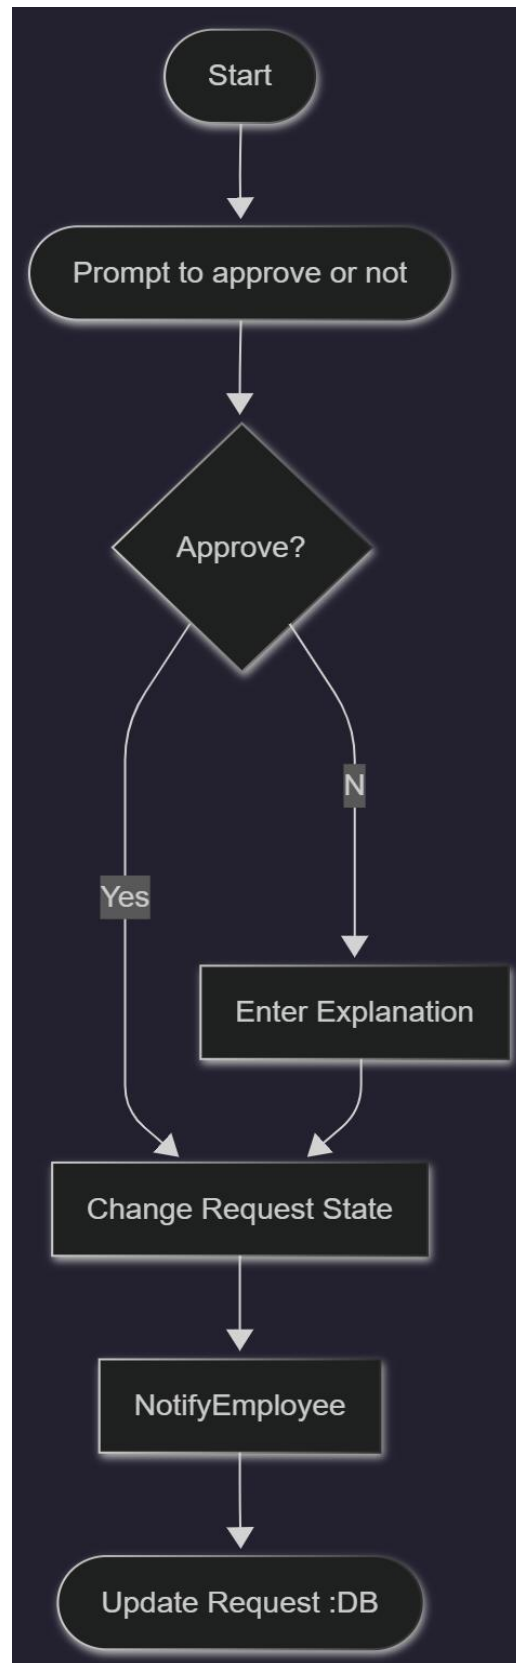 Start
Prompt to approve or not
Approve?
N
Yes
Enter Explanation
Change Request State
NotifyEmployee
Update Request :DB